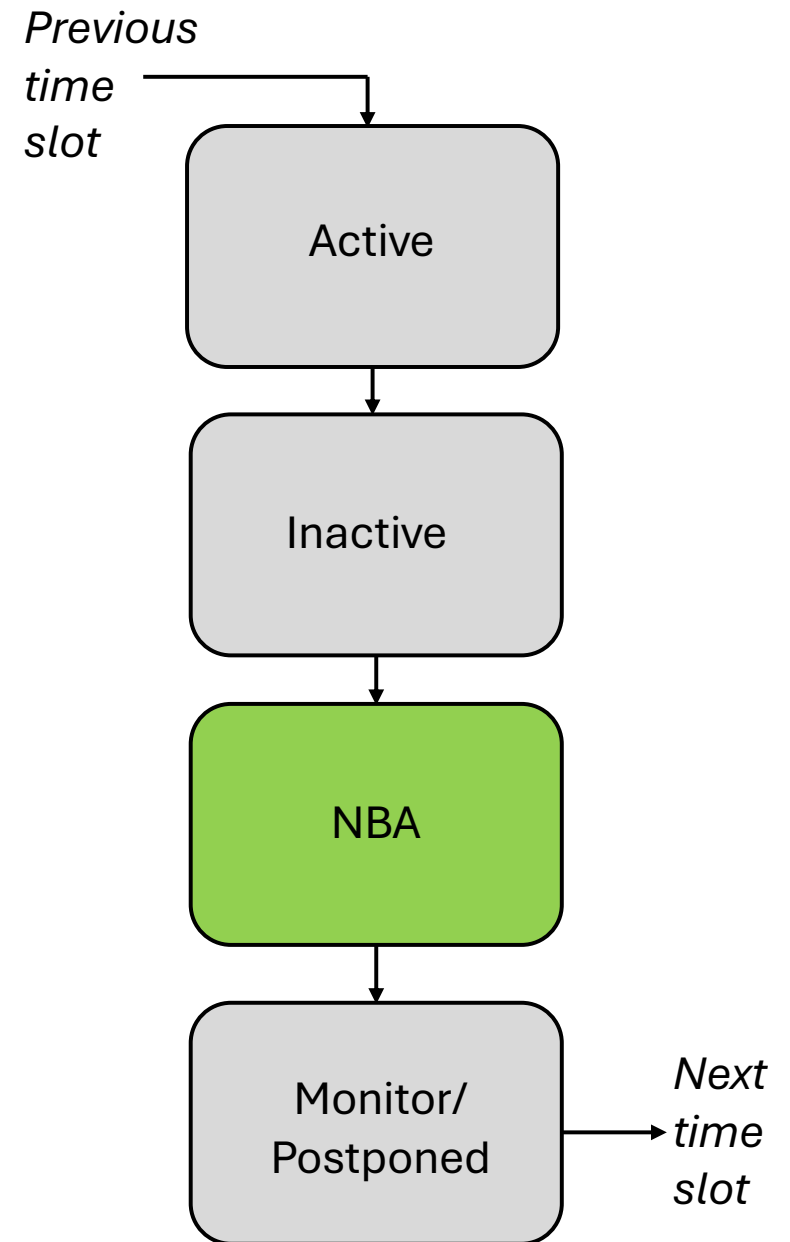 Previous
time
slot
Active
Inactive
NBA
Monitor/
Postponed
Next
time
slot